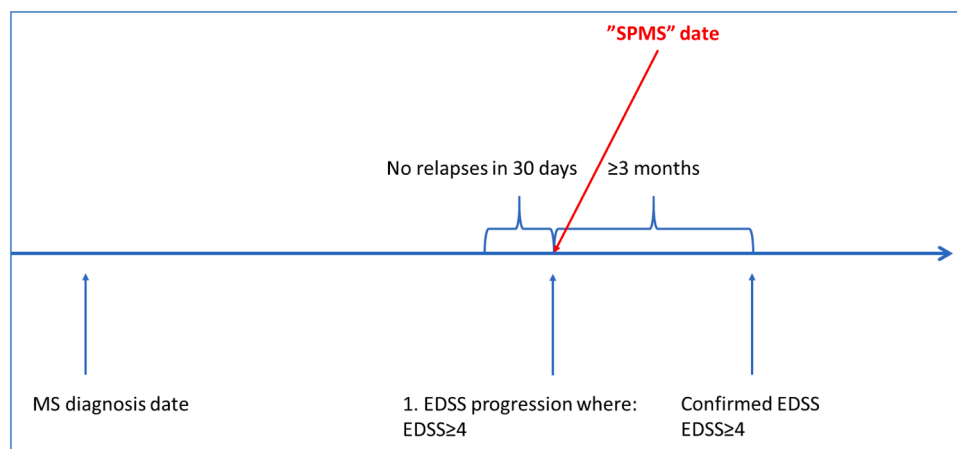 ”SPMS” date
No relapses in 30 days
≥3 months
MS diagnosis date
1. EDSS progression where:
EDSS≥4
Confirmed EDSS
EDSS≥4